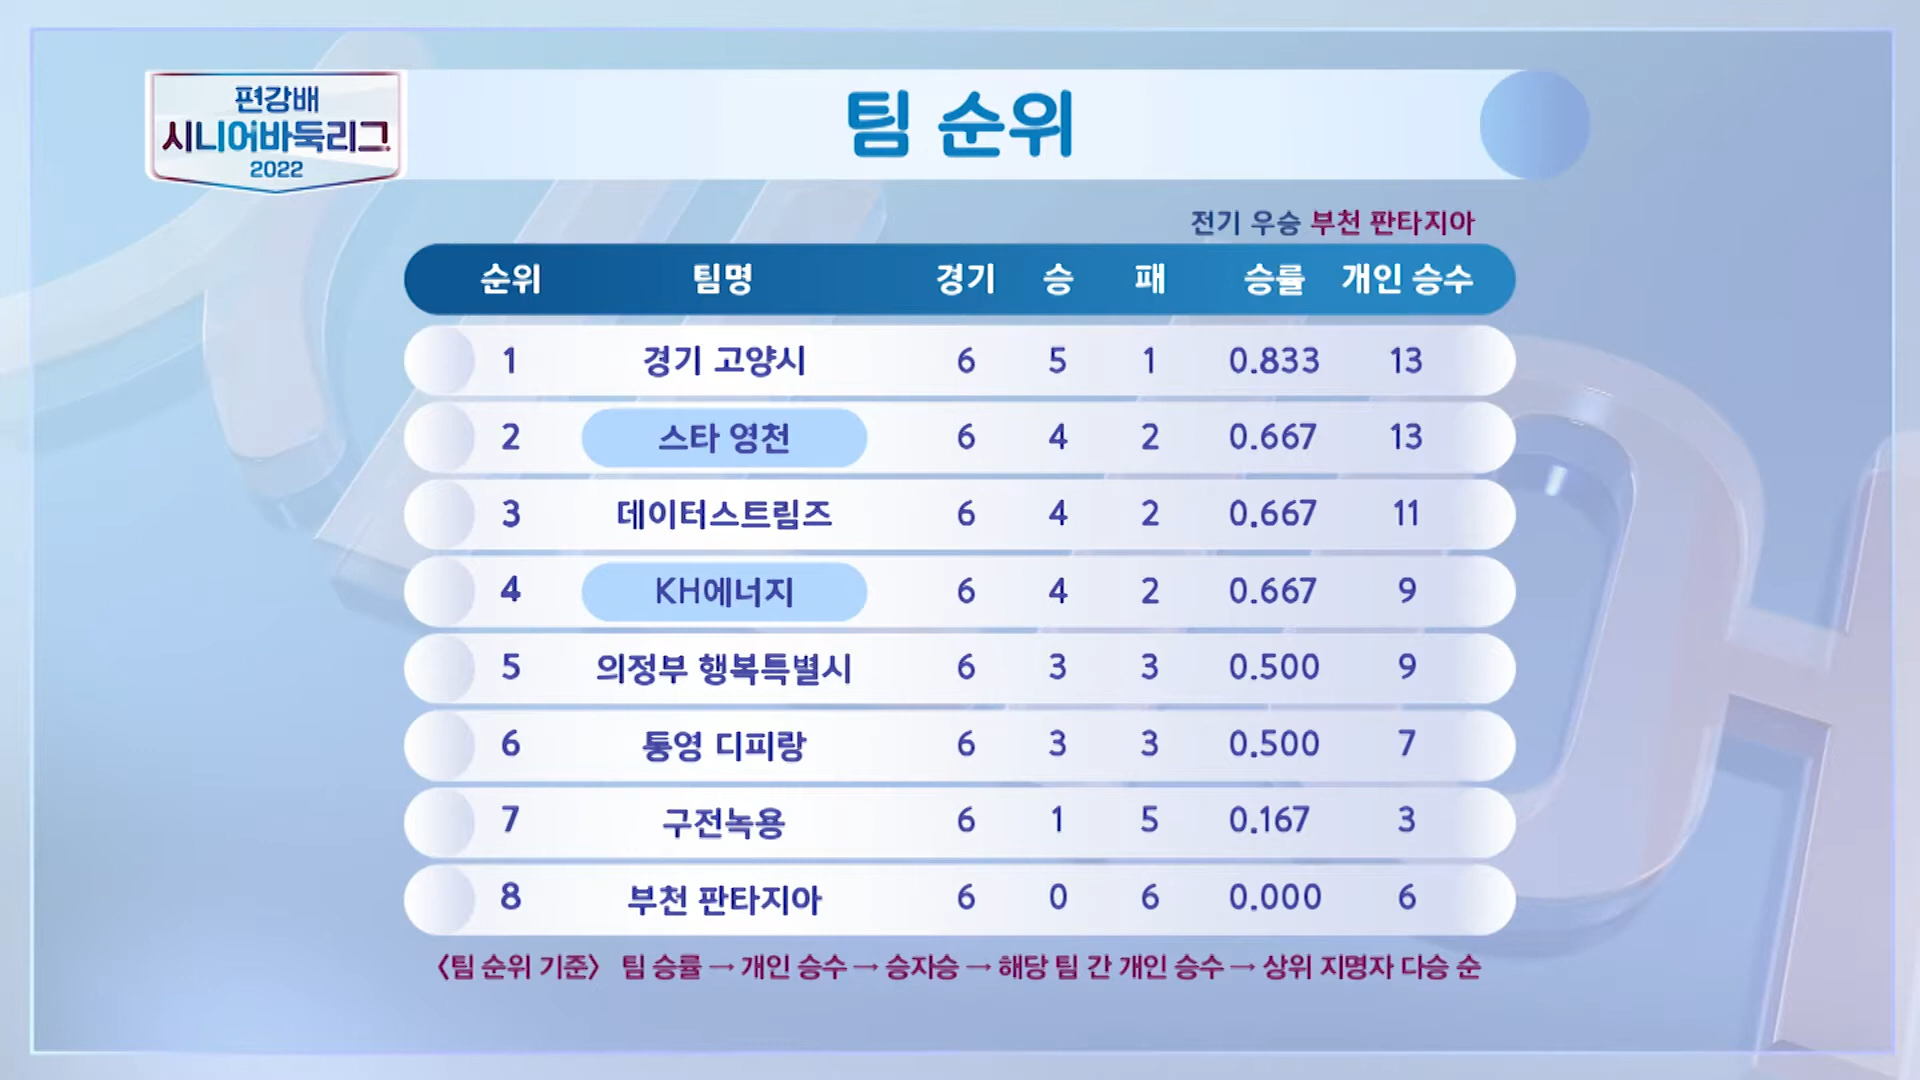 편강배
시니어바둑리그
2022
팀 순위
전기 우승 부천 판타지아
순위 팀명 경기 승 패 승률 개인 승수
1 경기 고양시 6 5 1 0.833 13
2 스타 영천 6 4 2 0.667 13
3 데이터스트림즈 6 4 2 0.667 11
4 KH에너지 6 4 2 0.667 9
5 의정부 행복특별시 6 3 3 0.500 9
6 통영 디피랑 6 3 3 0.500 7
7 구전녹용 6 1 5 0.167 3
8 부천 판타지아 6 0 6 0.000 6
〈팀 순위 기준〉 팀 승률 → 개인 승수 → 승자승 → 해당 팀 간 개인 승수 → 상위 지명자 다승 순